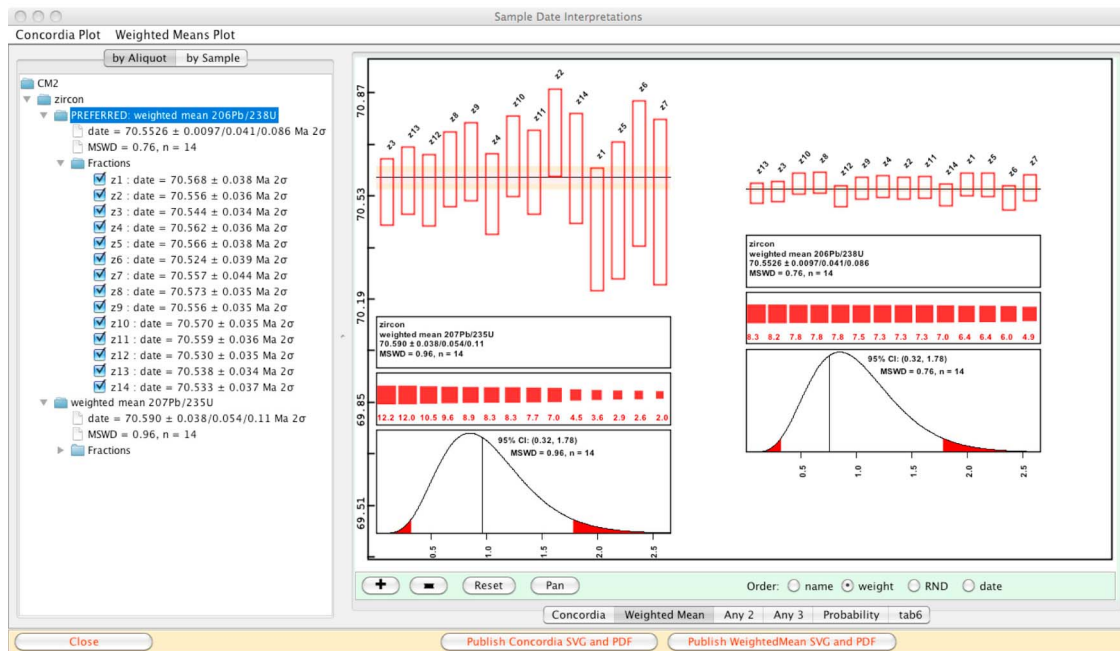 Sample Date Interpretations
Concordia Plot Weighted Means Plot
by Aliquot by Sample
CM2
zircon
PREFERRED: weighted mean 206Pb/238U
date = 70.5526 ± 0.0097/0.041/0.086 Ma 2σ
MSWD = 0.76, n = 14
Fractions
z1 : date = 70.568 ± 0.038 Ma 2σ
z2 : date = 70.556 ± 0.036 Ma 2σ
z3 : date = 70.544 ± 0.034 Ma 2σ
z4 : date = 70.562 ± 0.036 Ma 2σ
z5 : date = 70.566 ± 0.038 Ma 2σ
z6 : date = 70.524 ± 0.039 Ma 2σ
z7 : date = 70.557 ± 0.044 Ma 2σ
z8 : date = 70.573 ± 0.035 Ma 2σ
z9 : date = 70.556 ± 0.035 Ma 2σ
z10 : date = 70.570 ± 0.035 Ma 2σ
z11 : date = 70.559 ± 0.036 Ma 2σ
z12 : date = 70.530 ± 0.035 Ma 2σ
z13 : date = 70.538 ± 0.034 Ma 2σ
z14 : date = 70.533 ± 0.037 Ma 2σ
weighted mean 207Pb/235U
date = 70.590 ± 0.038/0.054/0.11 Ma 2σ
MSWD = 0.96, n = 14
Fractions
70.87
70.53
70.19
69.85
69.51
z3 z13 z12 z8 z9 z4 z10 z11 z2 z14 z1 z5 z6 z7
zircon
weighted mean 207Pb/235U
70.590 ± 0.038/0.054/0.11
MSWD = 0.96, n = 14
12.2 12.0 10.5 9.6 8.9 8.3 8.3 7.7 7.0 4.5 3.6 2.9 2.6 2.0
95% CI: (0.32, 1.78)
MSWD = 0.96, n = 14
0.5 1.0 1.5 2.0 2.5
z13 z3 z10 z8 z12 z9 z4 z2 z11 z14 z1 z5 z6 z7
zircon
weighted mean 206Pb/238U
70.5526 ± 0.0097/0.041/0.086
MSWD = 0.76, n = 14
8.3 8.2 7.8 7.8 7.8 7.5 7.3 7.3 7.3 7.0 6.4 6.4 6.0 4.9
95% CI: (0.32, 1.78)
MSWD = 0.76, n = 14
0.5 1.0 1.5 2.0 2.5
+ - Reset Pan Order: name weight RND date
Concordia Weighted Mean Any 2 Any 3 Probability tab6
Close Publish Concordia SVG and PDF Publish WeightedMean SVG and PDF